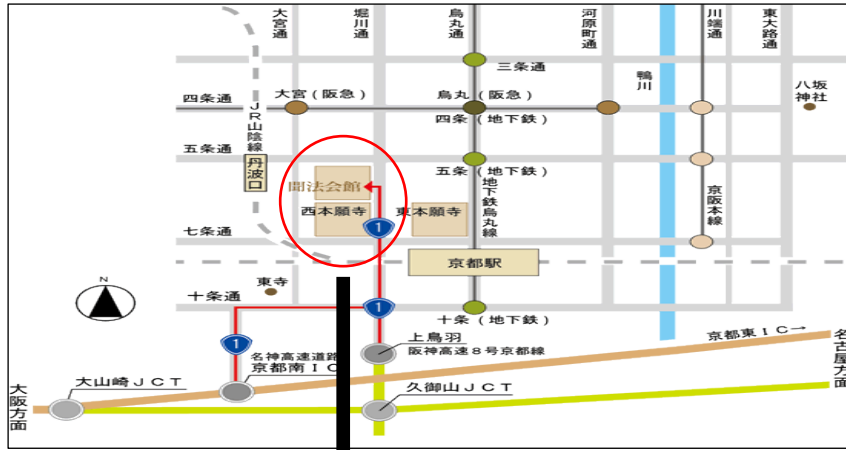 大宮通
堀川通
烏丸通
河原町通
川端通
東大路通
三条通
鴨川
八坂
神社
四条通
大宮（阪急）
烏丸（阪急）
四条（地下鉄）
JR山陰線
五条通
丹波口
五条（地下鉄）
聞法会館
西本願寺
東本願寺
地下鉄烏丸線
京阪本線
1
七条通
京都駅
N
東寺
十条通
1
十条（地下鉄）
1
上鳥羽
阪神高速８号京都線
京都東ＩＣ→
名古屋方面
名神高速道路
京都南ＩＣ
大阪方面
大山崎ＪＣＴ
久御山ＪＣＴ